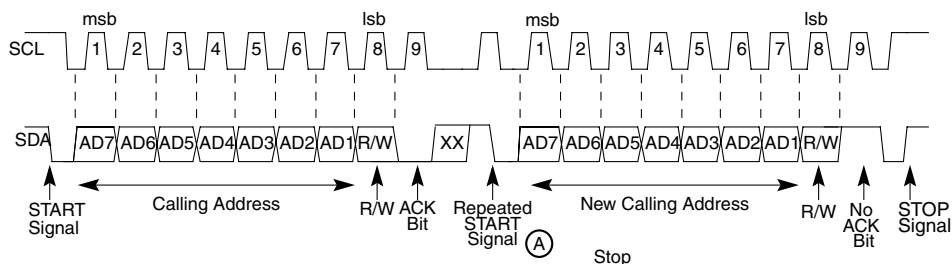 msb lsb msb lsb
SCL 1 2 3 4 5 6 7 8 9 1 2 3 4 5 6 7 8 9
SDA AD7 AD6 AD5 AD4 AD3 AD2 AD1 R/W XX AD7 AD6 AD5 AD4 AD3 AD2 AD1 R/W
START Signal
Calling Address
R/W
ACK Bit
Repeated START Signal
A
New Calling Address
R/W
No ACK Bit
STOP Signal
Stop